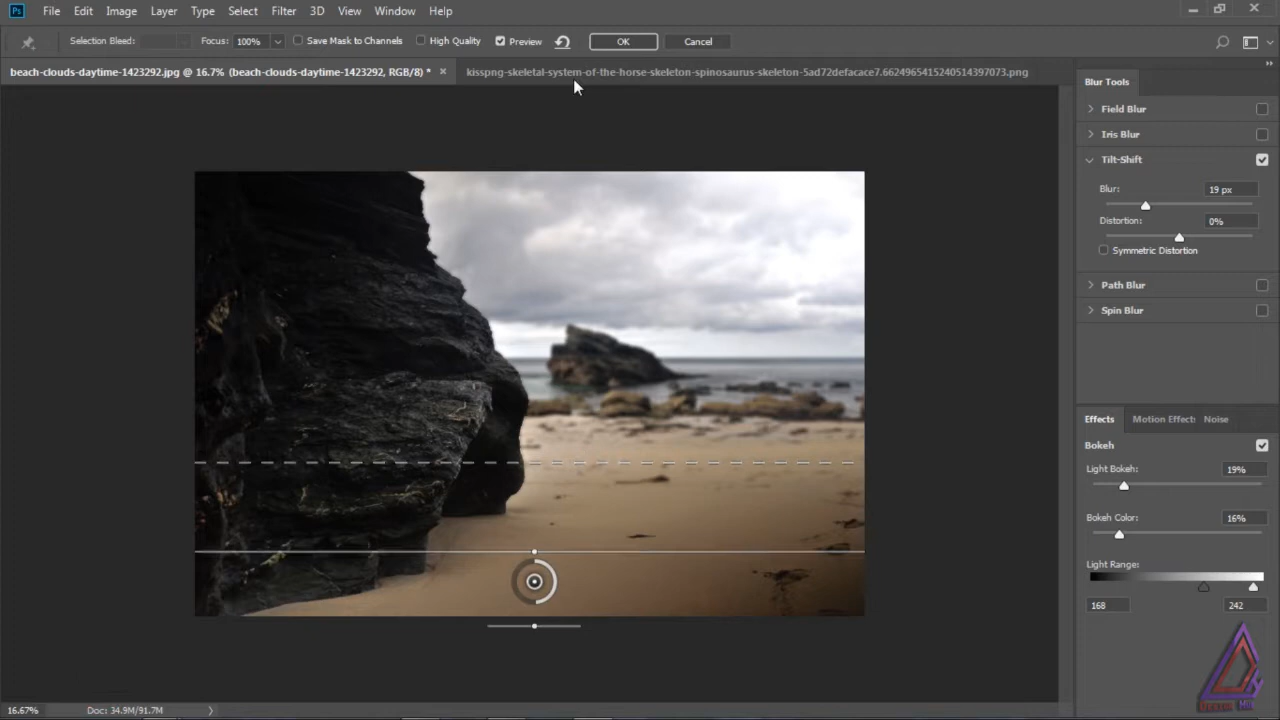 Ps File Edit Image Layer Type Select Filter 3D View Window Help
Selection Bleed: Focus: 100% Save Mask to Channels High Quality Preview OK Cancel
beach-clouds-daytime-1423292.jpg @ 16.7% (beach-clouds-daytime-1423292, RGB/8) * × kisspng-skeletal-system-of-the-horse-skeleton-spinosaurus-skeleton-5ad72defacace7.6624965415240514397073.png
Blur Tools
Field Blur
Iris Blur
Tilt-Shift
Blur: 19 px
Distortion: 0%
Symmetric Distortion
Path Blur
Spin Blur
Effects Motion Effect Noise
Bokeh
Light Bokeh: 19%
Bokeh Color: 16%
Light Range:
168 242
16.67% Doc: 34.9M/91.7M